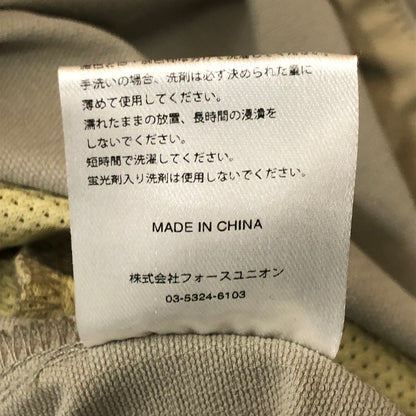 手洗いの場合、洗剤は必ず決められた量に
薄めて使用してください。
濡れたままの放置、長時間の浸漬を
しないでください。
短時間で洗濯してください。
蛍光剤入り洗剤は使用しないでください。
MADE IN CHINA
株式会社フォースユニオン
03-5324-6103